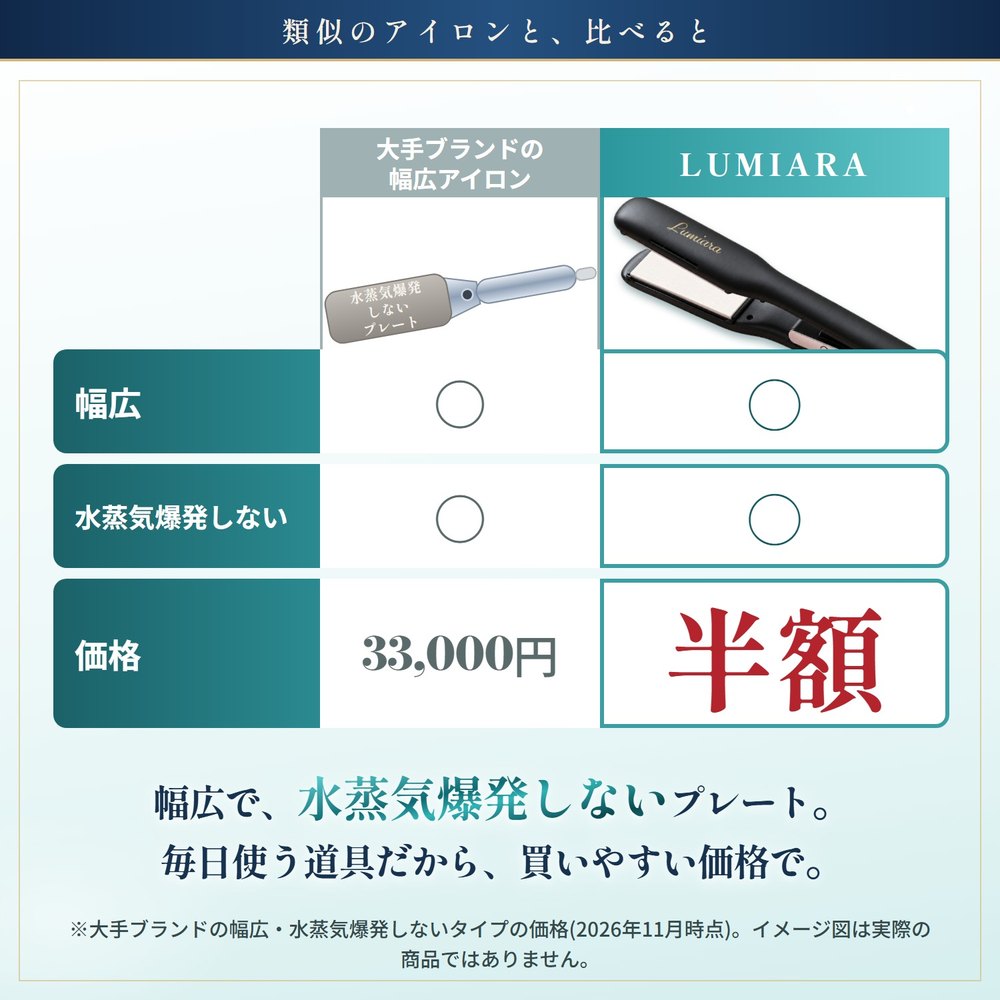 類似のアイロンと、比べると
大手ブランドの
幅広アイロン
LUMIARA
水蒸気爆発
しない
プレート
Lumiara
幅広
水蒸気爆発しない
価格
33,000円
半額
幅広で、水蒸気爆発しないプレート。
毎日使う道具だから、買いやすい価格で。
※大手ブランドの幅広・水蒸気爆発しないタイプの価格(2026年11月時点)。イメージ図は実際の
商品ではありません。